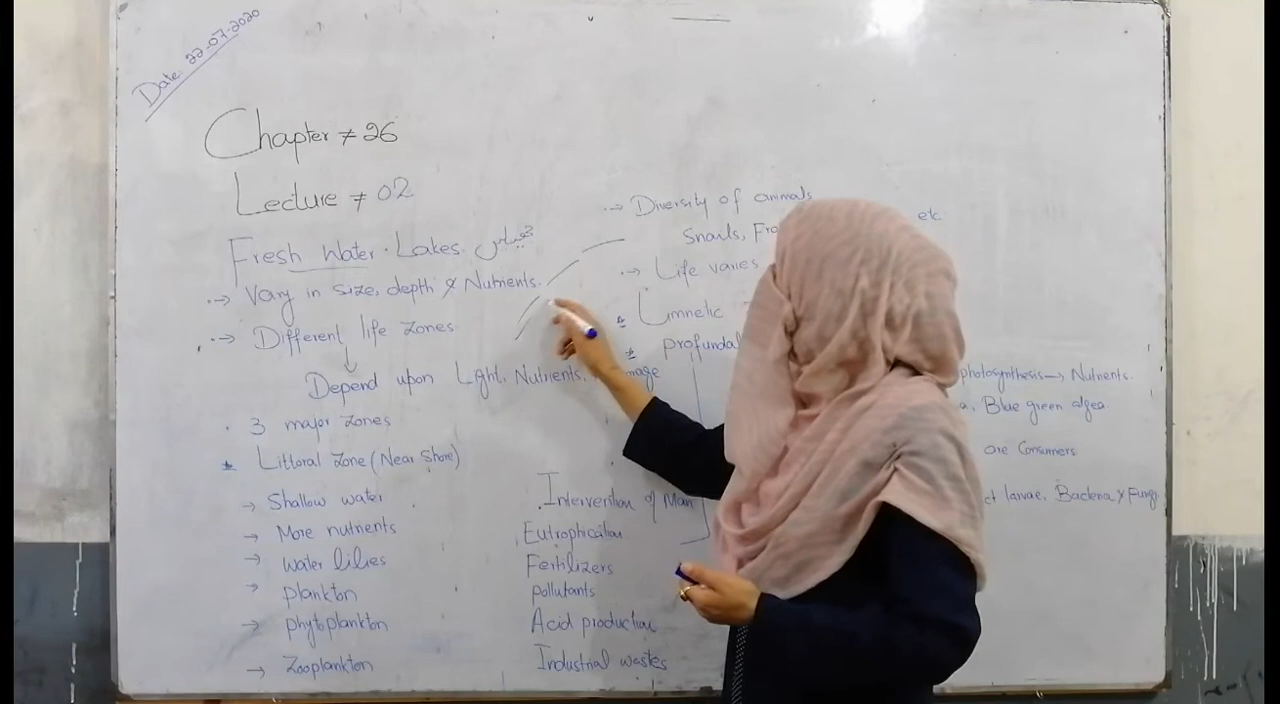 Date: 22-07-2020
Chapter ≠ 26
Lecture ≠ 02
Fresh Water Lakes جھیلیں
→ Vary in size, depth & Nutrients.
→ Different life zones
Depend upon Light, Nutrients,
3 major zones
* Littoral zone (Near Shore)
→ Shallow water
→ More nutrients
→ water lilies
→ plankton
→ phytoplankton
→ Zooplankton
→ Diversity of animals
Snails, etc
→ Life varies
* Limnetic
* profundal
photosynthesis → Nutrients.
Blue green algea
are Consumers
larvae, Bacteria & Fungi
Intervention of Man
Eutrophication
Fertilizers
pollutants
Acid production
Industrial wastes